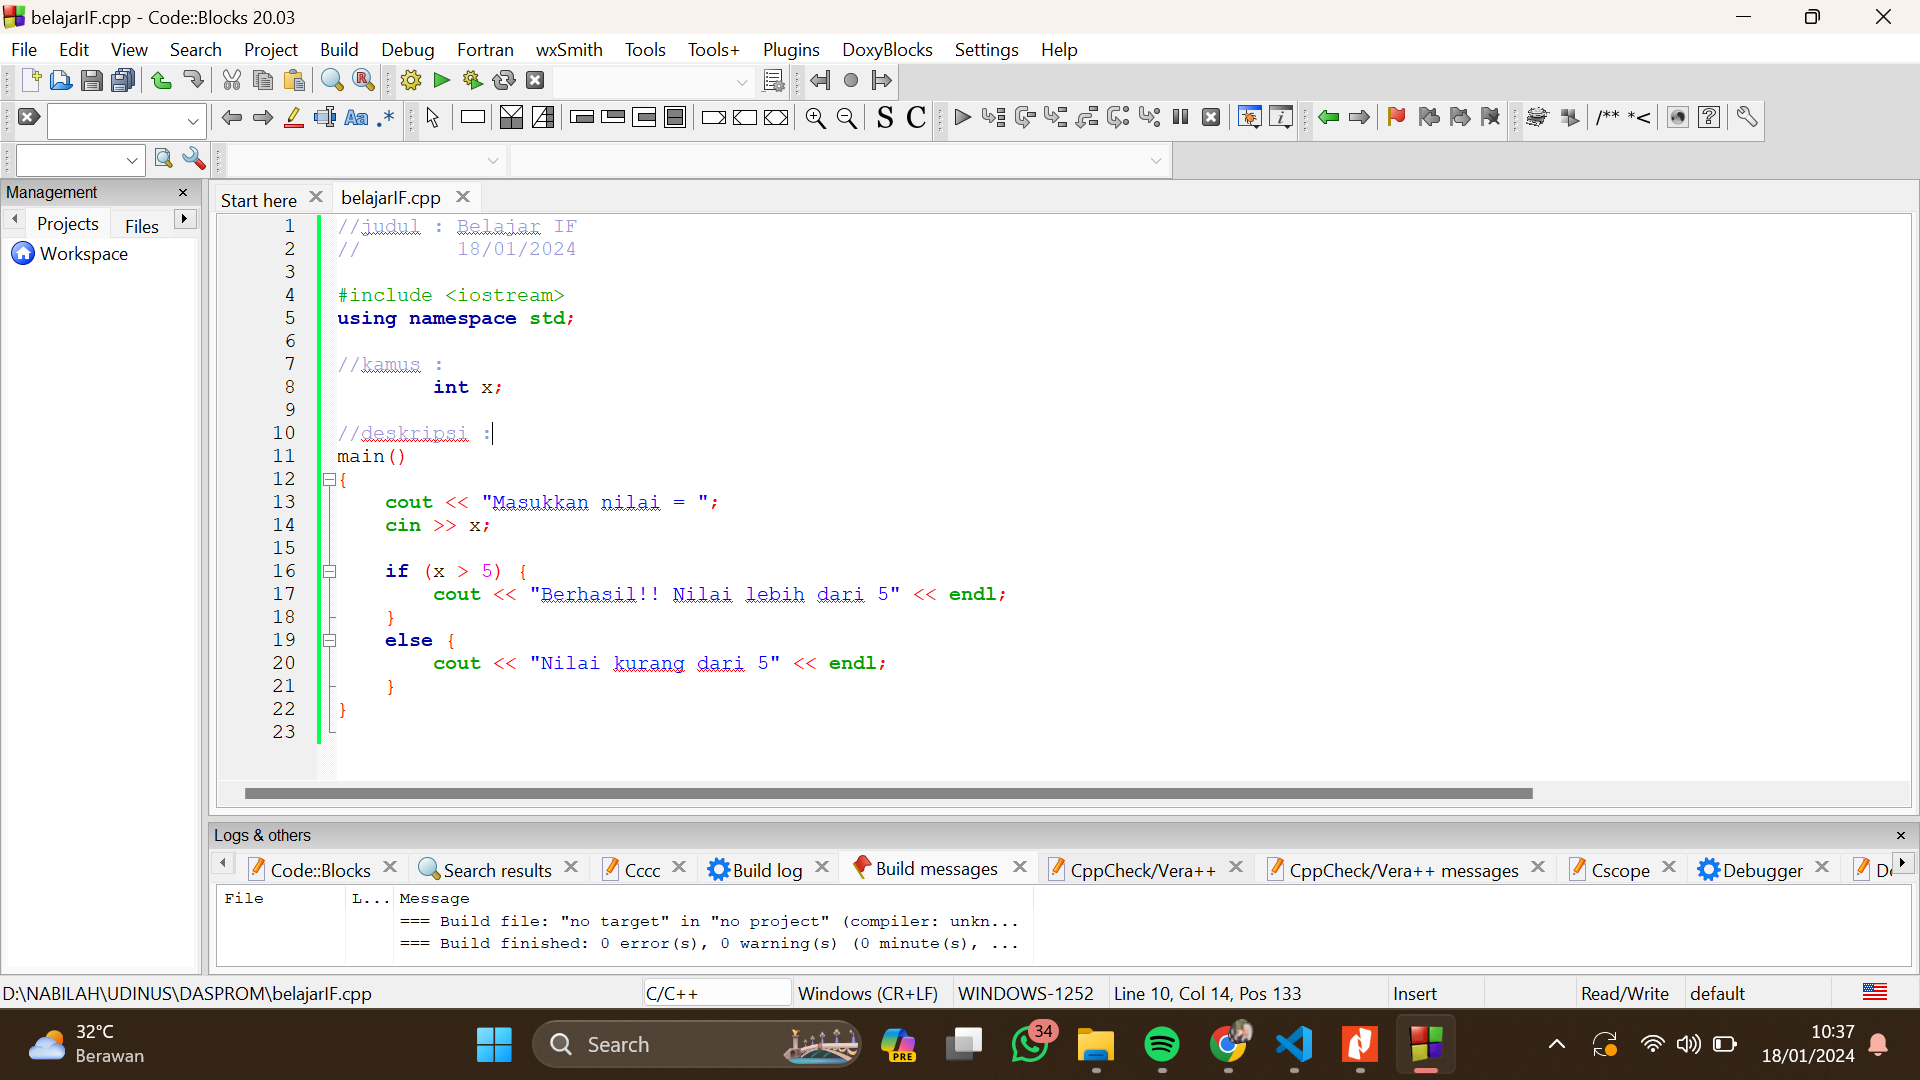 belajarIF.cpp - Code::Blocks 20.03
File Edit View Search Project Build Debug Fortran wxSmith Tools Tools+ Plugins DoxyBlocks Settings Help
S C /** *<
Management
Projects Files
Workspace
Start here belajarIF.cpp
1 //judul : Belajar IF
2 //        18/01/2024
3
4 #include <iostream>
5 using namespace std;
6
7 //kamus :
8         int x;
9
10 //deskripsi :
11 main()
12 {
13     cout << "Masukkan nilai = ";
14     cin >> x;
15
16     if (x > 5) {
17         cout << "Berhasil!! Nilai lebih dari 5" << endl;
18     }
19     else {
20         cout << "Nilai kurang dari 5" << endl;
21     }
22 }
23
Logs & others
Code::Blocks Search results Cccc Build log Build messages CppCheck/Vera++ CppCheck/Vera++ messages Cscope Debugger
File L... Message
=== Build file: "no target" in "no project" (compiler: unkn...
=== Build finished: 0 error(s), 0 warning(s) (0 minute(s), ...
D:\NABILAH\UDINUS\DASPROM\belajarIF.cpp C/C++ Windows (CR+LF) WINDOWS-1252 Line 10, Col 14, Pos 133 Insert Read/Write default
32°C
Berawan
Search
PRE
34
10:37
18/01/2024